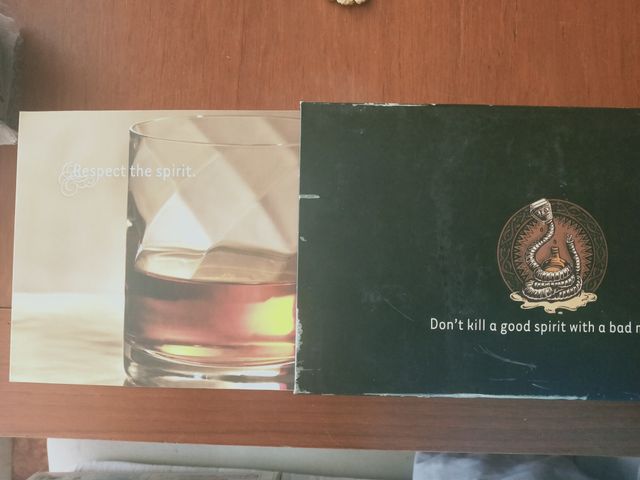 Respect the spirit.
Don't kill a good spirit with a bad